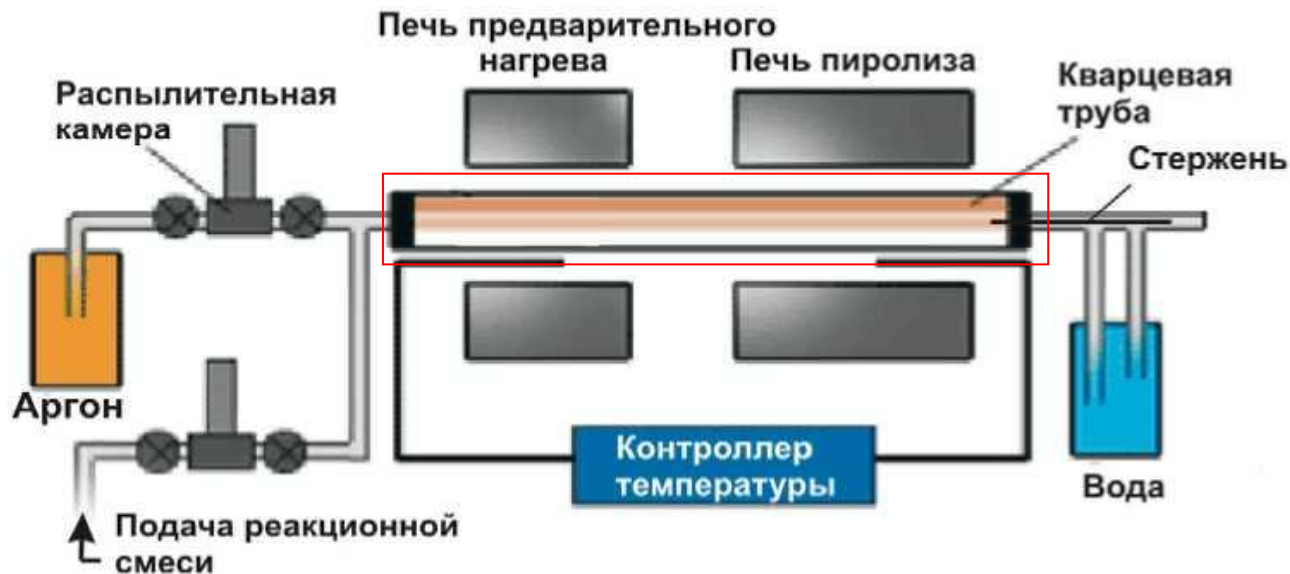 Печь предварительного
нагрева
Печь пиролиза
Кварцевая
труба
Распылительная
камера
Стержень
Аргон
Контроллер
температуры
Вода
Подача реакционной
смеси